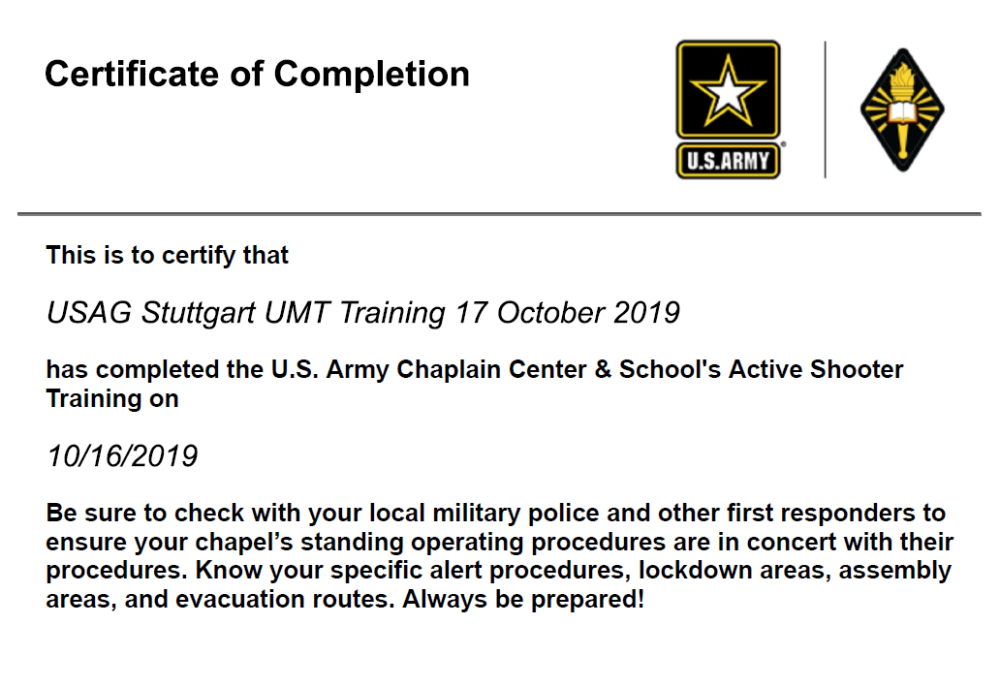 Certificate of Completion
U.S.ARMY
This is to certify that
USAG Stuttgart UMT Training 17 October 2019
has completed the U.S. Army Chaplain Center & School's Active Shooter
Training on
10/16/2019
Be sure to check with your local military police and other first responders to
ensure your chapel’s standing operating procedures are in concert with their
procedures. Know your specific alert procedures, lockdown areas, assembly
areas, and evacuation routes. Always be prepared!